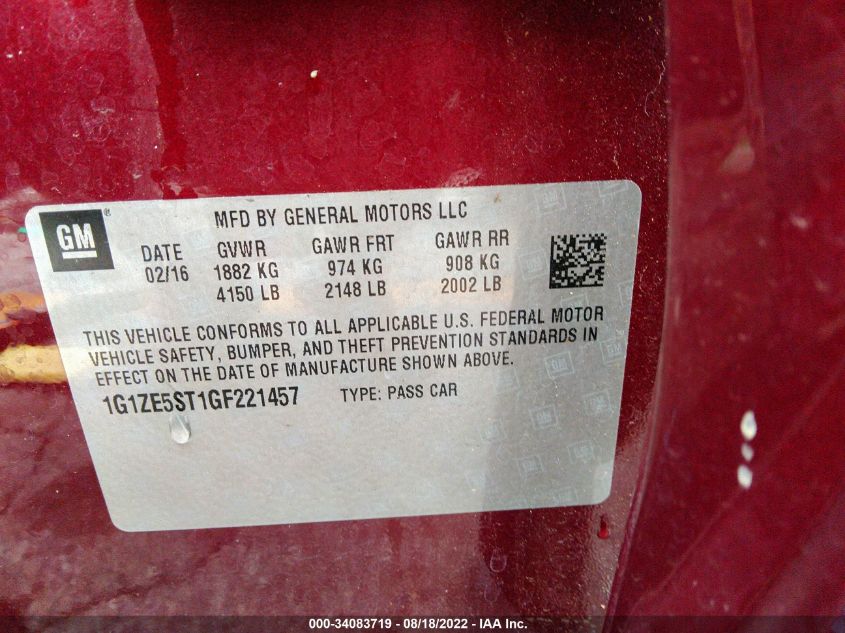 GM
MFD BY GENERAL MOTORS LLC
DATE GVWR GAWR FRT GAWR RR
02/16 1882 KG 974 KG 908 KG
4150 LB 2148 LB 2002 LB
THIS VEHICLE CONFORMS TO ALL APPLICABLE U.S. FEDERAL MOTOR
VEHICLE SAFETY, BUMPER, AND THEFT PREVENTION STANDARDS IN
EFFECT ON THE DATE OF MANUFACTURE SHOWN ABOVE.
1G1ZE5ST1GF221457 TYPE: PASS CAR
000-34083719 - 08/18/2022 - IAA Inc.